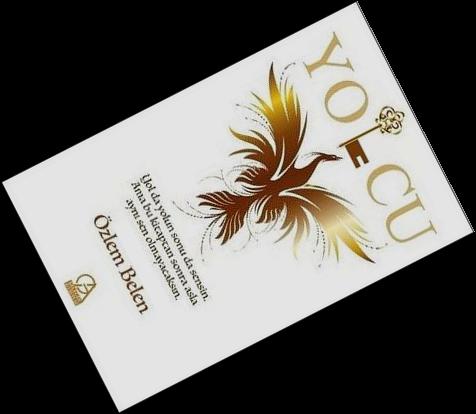 YOLCU
Yol da yolun sonu da sensin.
Ama bu kitaptan sonra asla
aynı sen olmayacaksın.
Özlem Belen